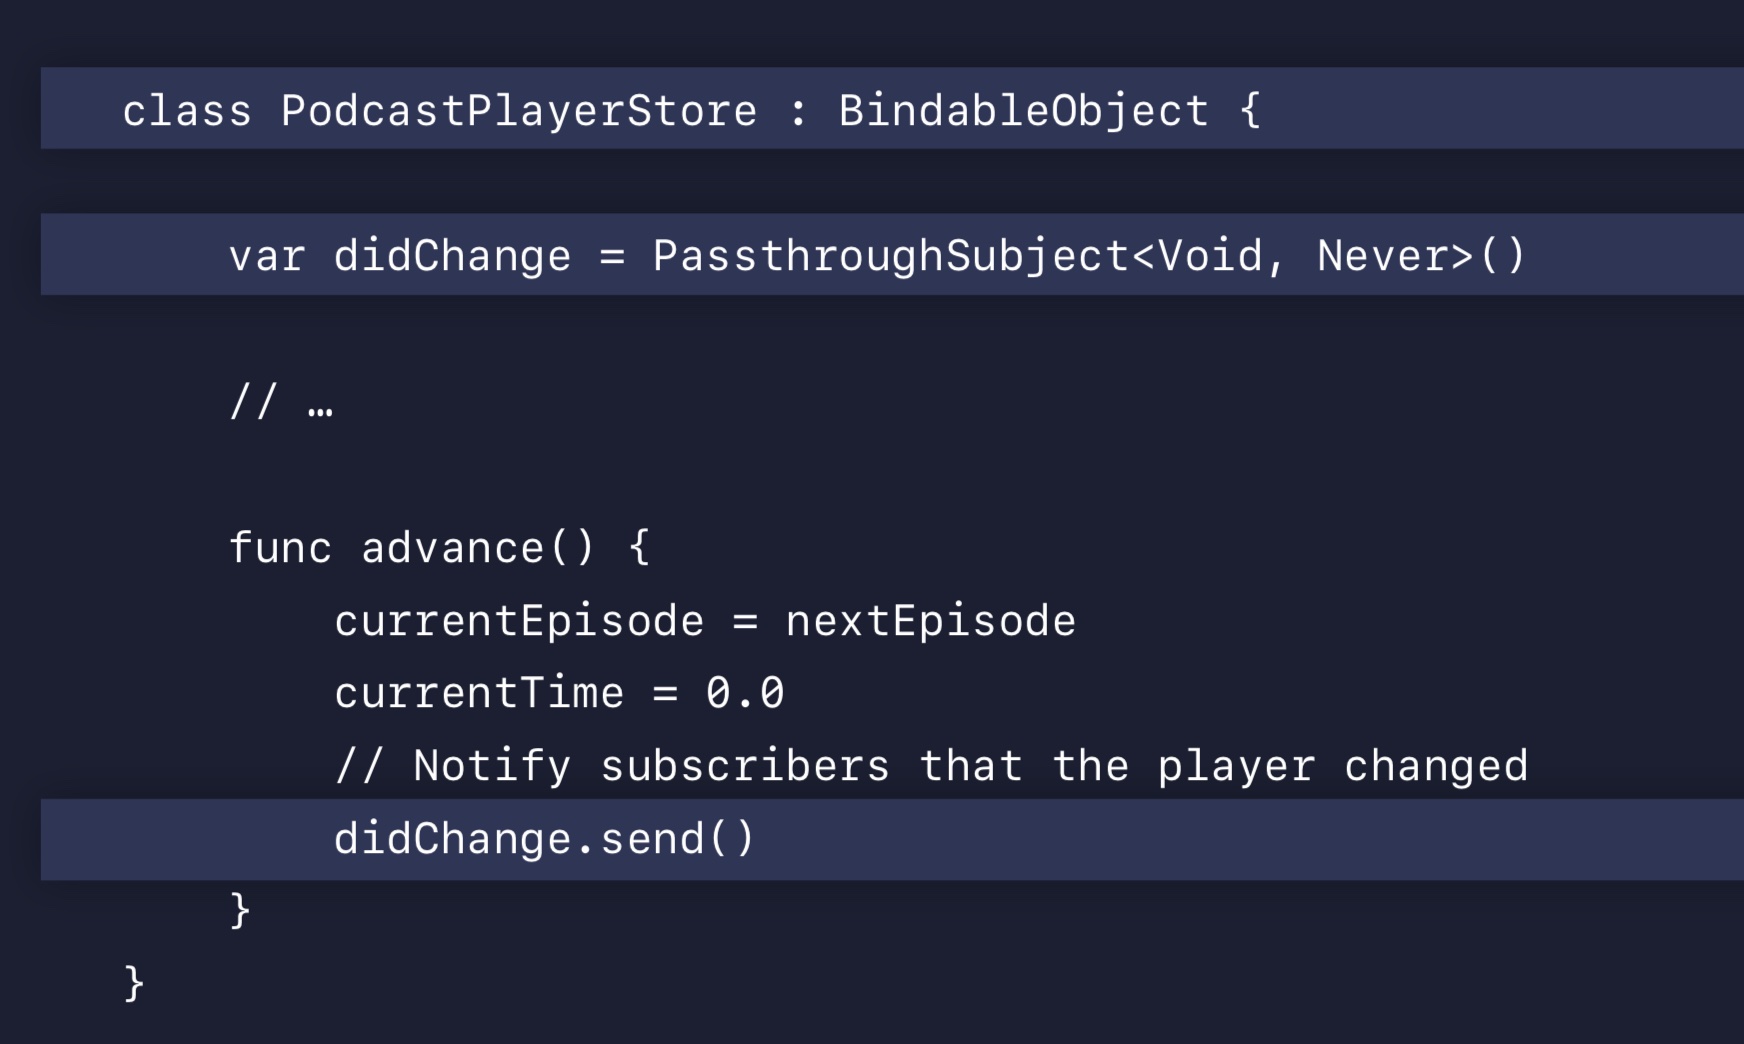 class PodcastPlayerStore : BindableObject {
var didChange = PassthroughSubject<Void, Never>()
// …
func advance() {
currentEpisode = nextEpisode
currentTime = 0.0
// Notify subscribers that the player changed
didChange.send()
}
}